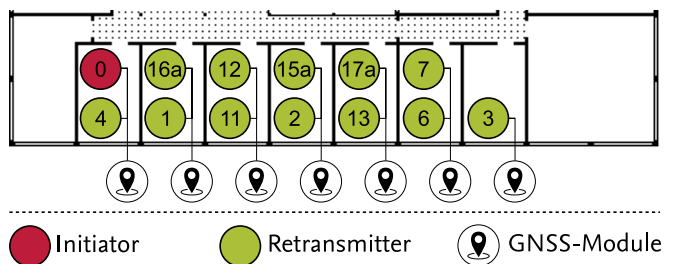 0 16a 12 15a 17a 7
4 1 11 2 13 6 3
Initiator Retransmitter GNSS-Module